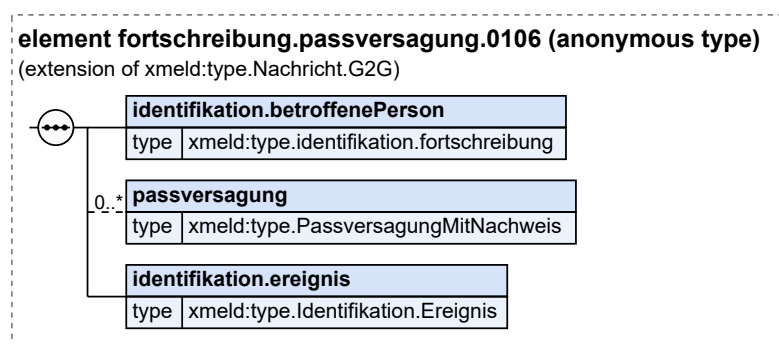 element fortschreibung.passversagung.0106 (anonymous type)
(extension of xmeld:type.Nachricht.G2G)
identifikation.betroffenePerson
type xmeld:type.identifikation.fortschreibung
0..* passversagung
type xmeld:type.PassversagungMitNachweis
identifikation.ereignis
type xmeld:type.Identifikation.Ereignis